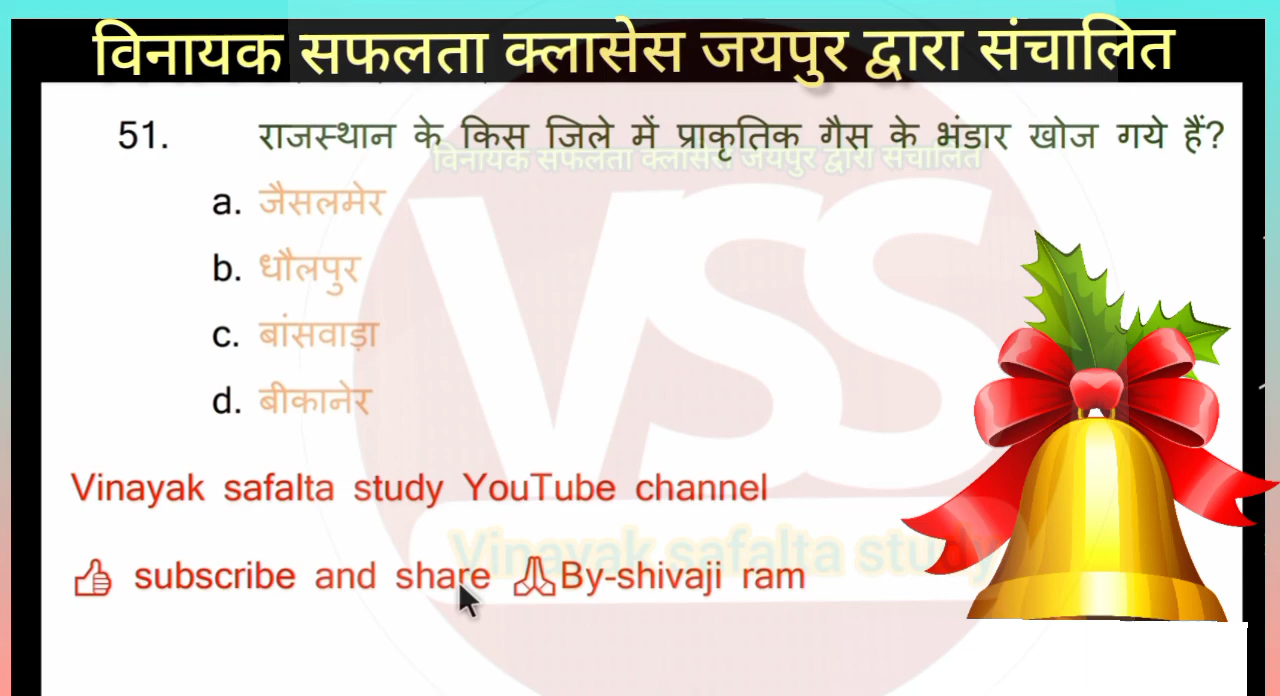 विनायक सफलता क्लासेस जयपुर द्वारा संचालित
51. राजस्थान के किस जिले में प्राकृतिक गैस के भंडार खोज गये हैं?
विनायक सफलता क्लासेस जयपुर द्वारा संचालित
a. जैसलमेर
b. धौलपुर
c. बांसवाड़ा
d. बीकानेर
VSS
Vinayak safalta study YouTube channel
Vinayak safalta study
subscribe and share By-shivaji ram